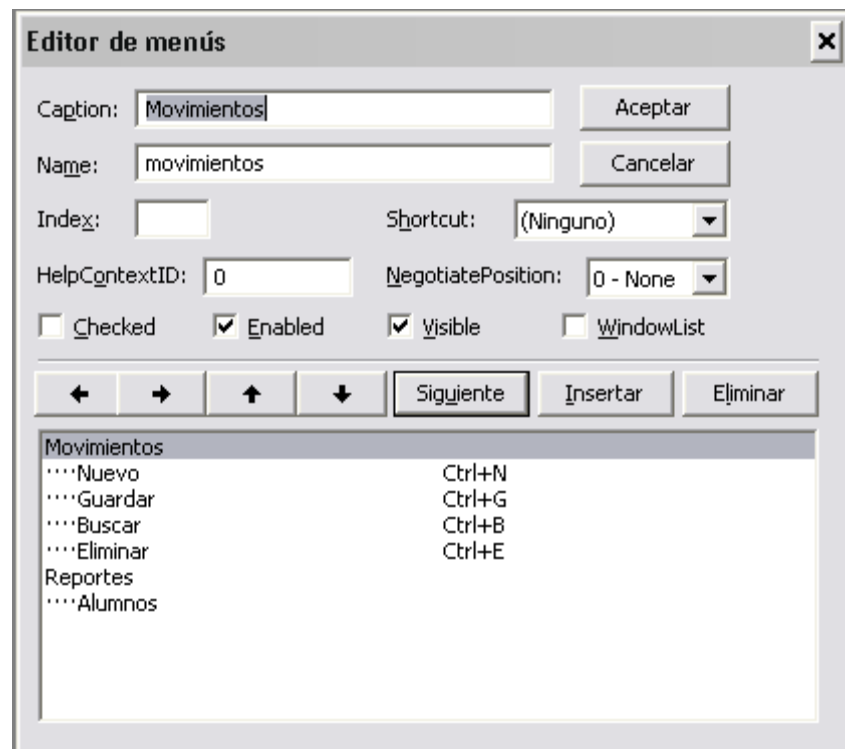 Editor de menús
Caption: Movimientos Aceptar
Name: movimientos Cancelar
Index: Shortcut: (Ninguno)
HelpContextID: 0 NegotiatePosition: 0 - None
Checked Enabled Visible WindowList
Siguiente Insertar Eliminar
Movimientos
····Nuevo Ctrl+N
····Guardar Ctrl+G
····Buscar Ctrl+B
····Eliminar Ctrl+E
Reportes
····Alumnos